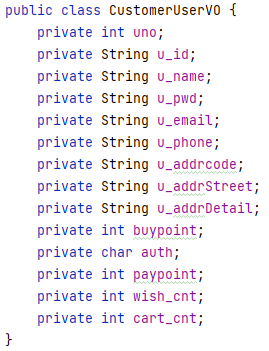 public class CustomerUserVO {
    private int uno;
    private String u_id;
    private String u_name;
    private String u_pwd;
    private String u_email;
    private String u_phone;
    private String u_addrcode;
    private String u_addrStreet;
    private String u_addrDetail;
    private int buypoint;
    private char auth;
    private int paypoint;
    private int wish_cnt;
    private int cart_cnt;
}